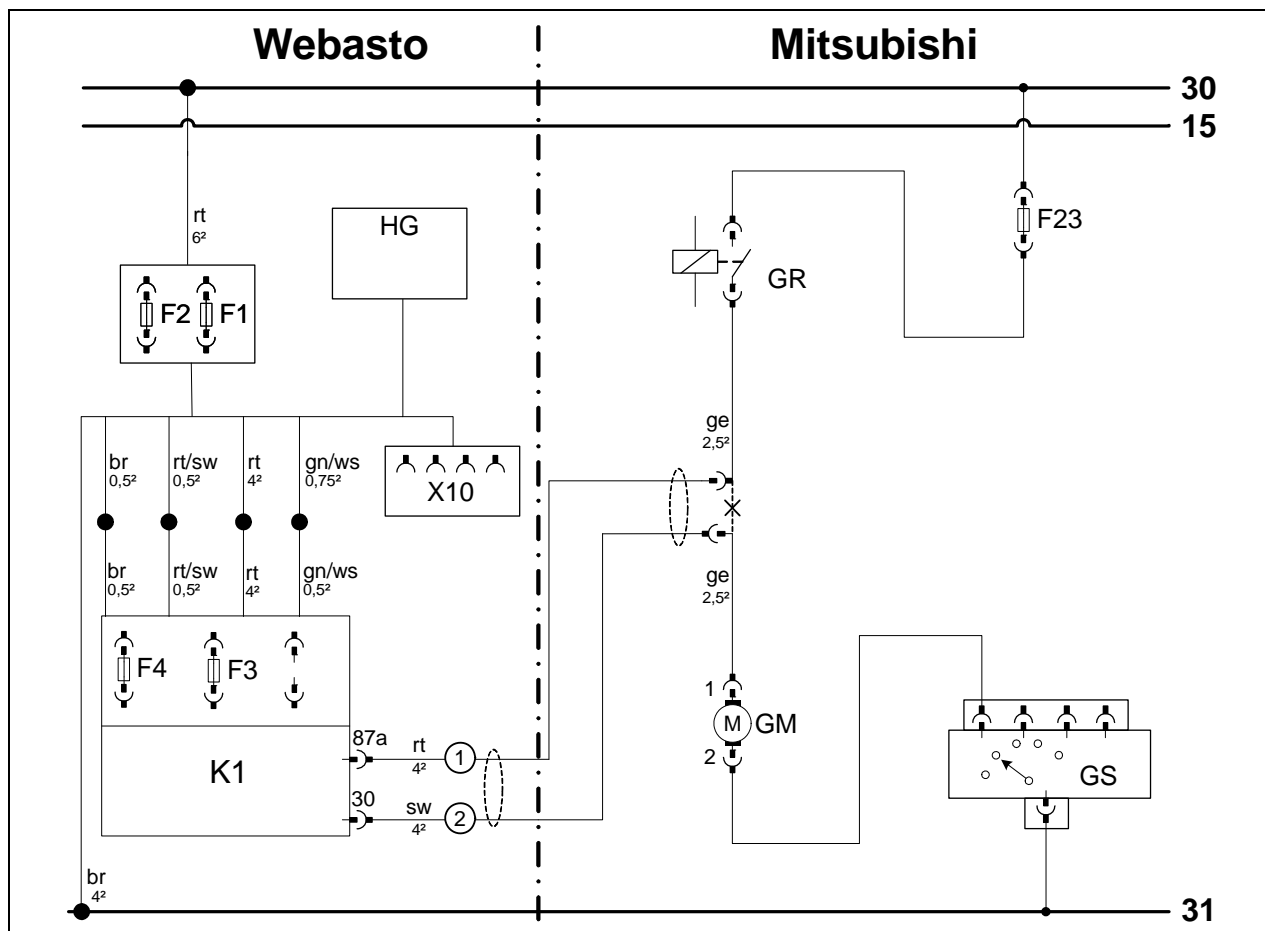 Webasto
Mitsubishi
30
15
rt
6²
HG
F2
F1
F23
GR
br
0,5²
rt/sw
0,5²
rt
4²
gn/ws
0,75²
X10
ge
2,5²
br
0,5²
rt/sw
0,5²
rt
4²
gn/ws
0,5²
ge
2,5²
F4
F3
1
M
GM
2
87a
rt
4²
1
K1
GS
30
sw
4²
2
br
4²
31